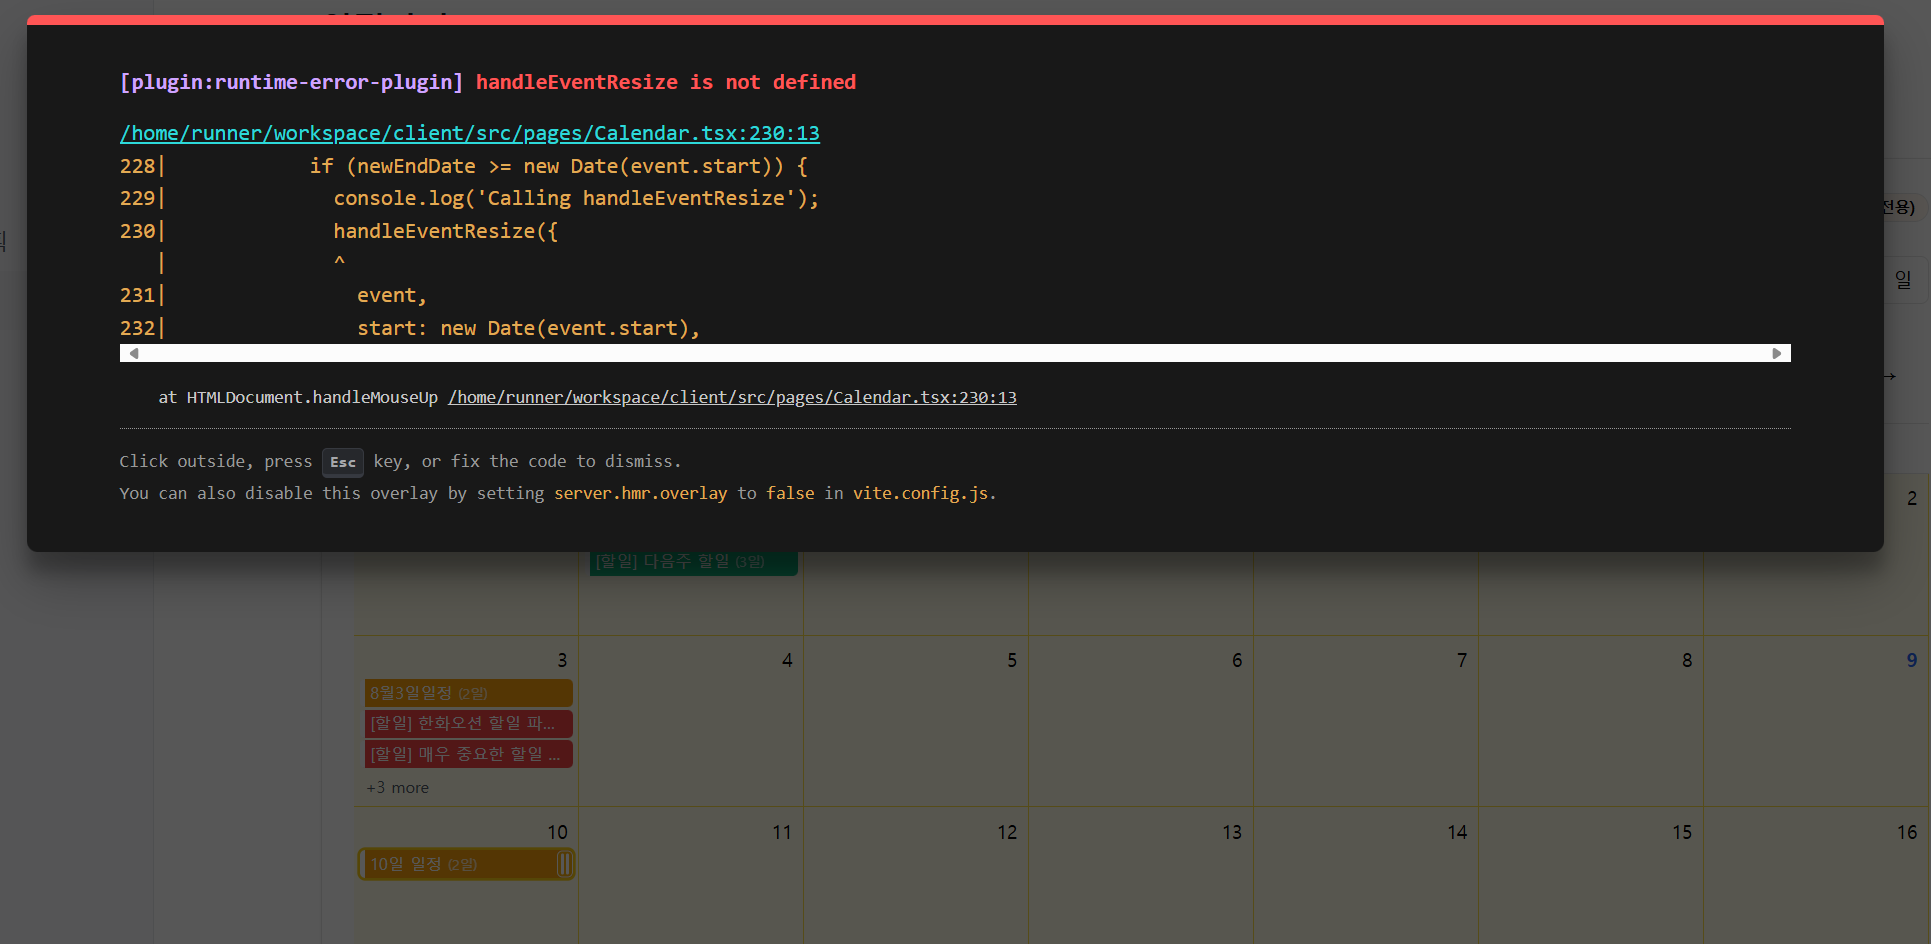 [plugin:runtime-error-plugin] handleEventResize is not defined
/home/runner/workspace/client/src/pages/Calendar.tsx:230:13
228|            if (newEndDate >= new Date(event.start)) {
229|              console.log('Calling handleEventResize');
230|              handleEventResize({
|              ^
231|                event,
232|                start: new Date(event.start),
at HTMLDocument.handleMouseUp /home/runner/workspace/client/src/pages/Calendar.tsx:230:13
Click outside, press Esc key, or fix the code to dismiss.
You can also disable this overlay by setting server.hmr.overlay to false in vite.config.js.
전용)
일
→
2
[할일] 다음주 할일 (3일)
3 4 5 6 7 8 9
8월3일일정 (2일)
[할일] 한화오션 할일 파...
[할일] 매우 중요한 할일 ...
+3 more
10 11 12 13 14 15 16
10일 일정 (2일)